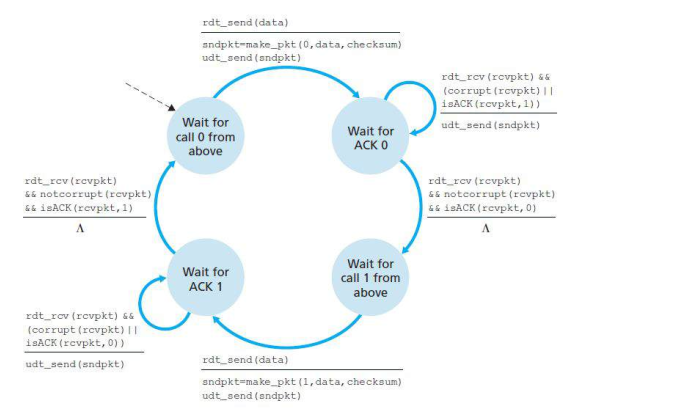 rdt_send(data)
sndpkt=make_pkt(0,data,checksum)
udt_send(sndpkt)
rdt_rcv(rcvpkt) &&
(corrupt(rcvpkt)||
isACK(rcvpkt,1))
udt_send(sndpkt)
Wait for
call 0 from
above
Wait for
ACK 0
rdt_rcv(rcvpkt)
&& notcorrupt(rcvpkt)
&& isACK(rcvpkt,1)
Λ
rdt_rcv(rcvpkt)
&& notcorrupt(rcvpkt)
&& isACK(rcvpkt,0)
Λ
Wait for
ACK 1
Wait for
call 1 from
above
rdt_rcv(rcvpkt) &&
(corrupt(rcvpkt)||
isACK(rcvpkt,0))
udt_send(sndpkt)
rdt_send(data)
sndpkt=make_pkt(1,data,checksum)
udt_send(sndpkt)